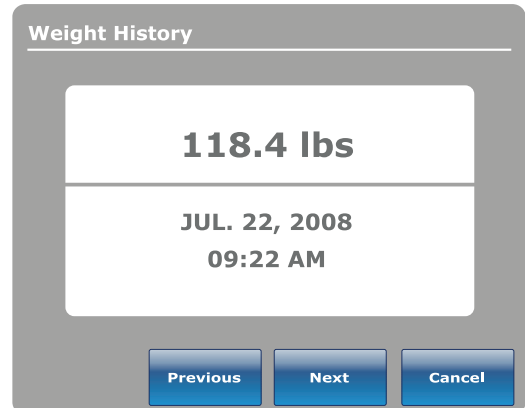 Weight History
118.4 lbs
JUL. 22, 2008
09:22 AM
Previous Next Cancel